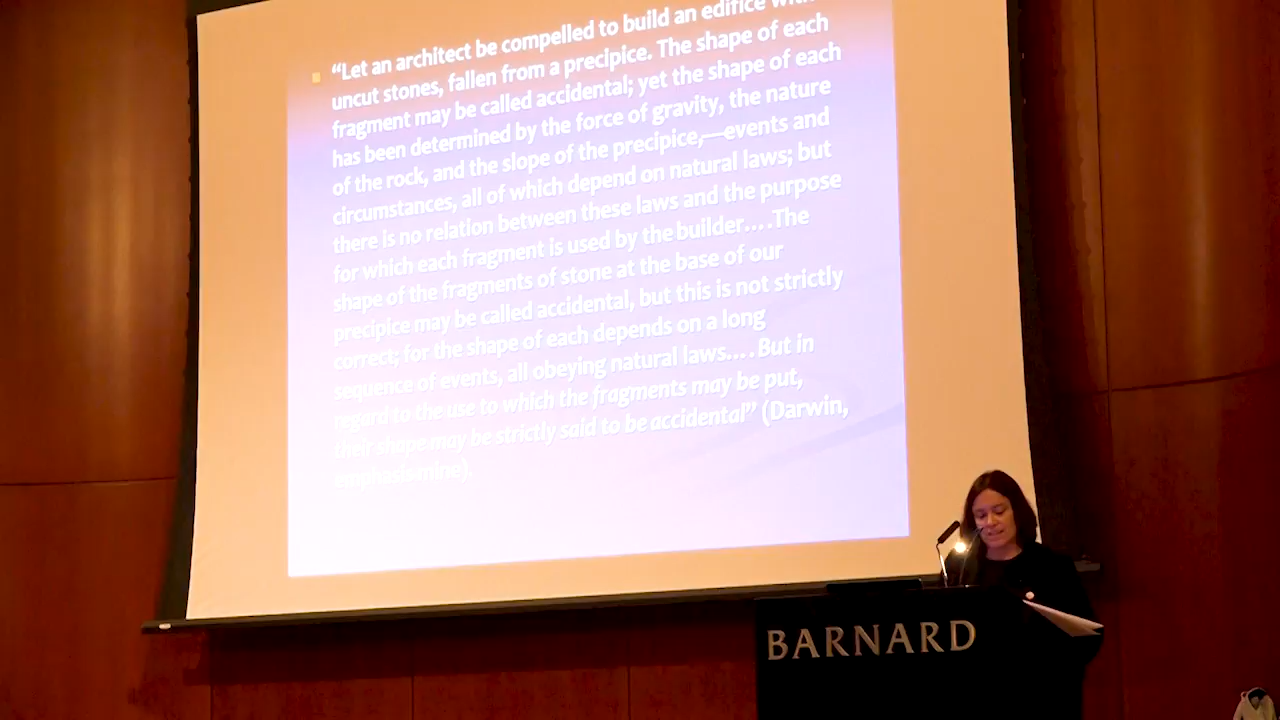 “Let an architect be compelled to build an edifice with
uncut stones, fallen from a precipice. The shape of each
fragment may be called accidental; yet the shape of each
has been determined by the force of gravity, the nature
of the rock, and the slope of the precipice,—events and
circumstances, all of which depend on natural laws; but
there is no relation between these laws and the purpose
for which each fragment is used by the builder....The
shape of the fragments of stone at the base of our
precipice may be called accidental, but this is not strictly
correct; for the shape of each depends on a long
sequence of events, all obeying natural laws.... But in
regard to the use to which the fragments may be put,
their shape may be strictly said to be accidental” (Darwin,
emphasis mine).
BARNARD